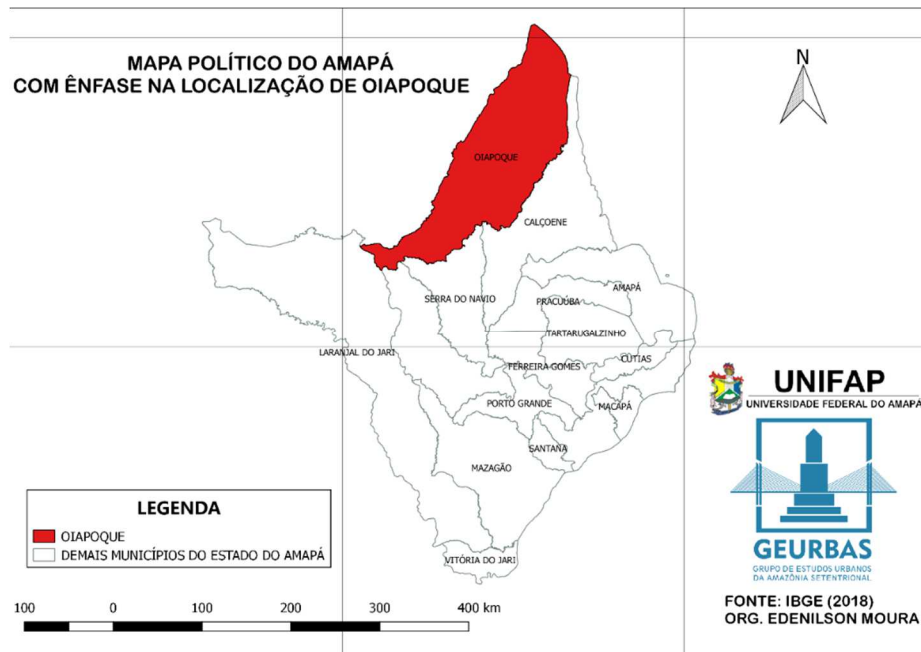 MAPA POLÍTICO DO AMAPÁ
COM ÊNFASE NA LOCALIZAÇÃO DE OIAPOQUE
N
OIAPOQUE
CALÇOENE
AMAPÁ
SERRA DO NAVIO
PRACUÚBA
TARTARUGALZINHO
LARANJAL DO JARI
CUTIAS
FERREIRA GOMES
PORTO GRANDE
MACAPÁ
SANTANA
MAZAGÃO
VITÓRIA DO JARI
UNIFAP
UNIVERSIDADE FEDERAL DO AMAPÁ
GEURBAS
GRUPO DE ESTUDOS URBANOS
DA AMAZÔNIA SETENTRIONAL
FONTE: IBGE (2018)
ORG. EDENILSON MOURA
LEGENDA
OIAPOQUE
DEMAIS MUNICÍPIOS DO ESTADO DO AMAPÁ
100 0 100 200 300 400 km